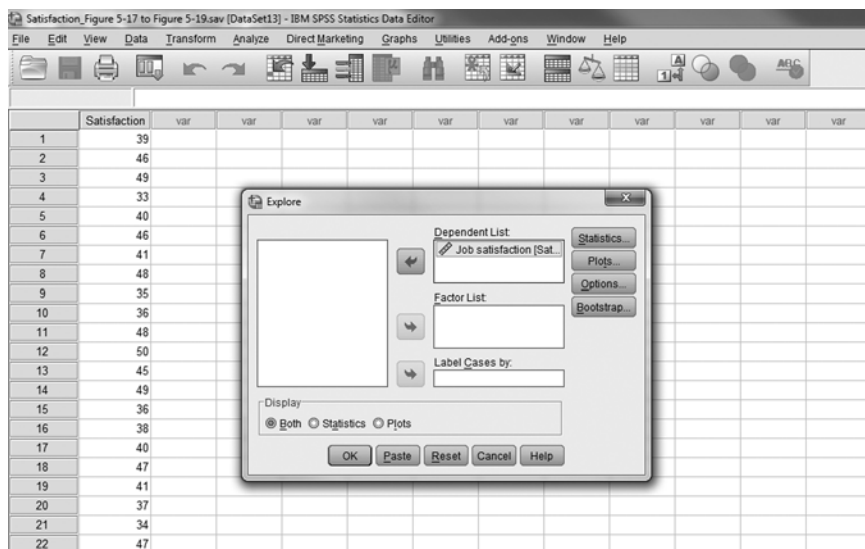 Satisfaction_Figure 5-17 to Figure 5-19.sav [DataSet13] - IBM SPSS Statistics Data Editor
File Edit View Data Transform Analyze Direct Marketing Graphs Utilities Add-ons Window Help
Satisfaction var var var var var var var var var var var
1 39
2 46
3 49
4 33
5 40
6 46
7 41
8 48
9 35
10 36
11 48
12 50
13 45
14 49
15 36
16 38
17 40
18 47
19 41
20 37
21 34
22 47
Explore
Dependent List:
Job satisfaction [Sat...
Factor List:
Label Cases by:
Statistics...
Plots...
Options...
Bootstrap...
Display
Both Statistics Plots
OK Paste Reset Cancel Help